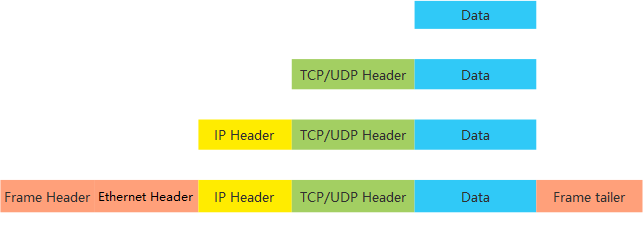 Data
TCP/UDP Header Data
IP Header TCP/UDP Header Data
Frame Header Ethernet Header IP Header TCP/UDP Header Data Frame tailer